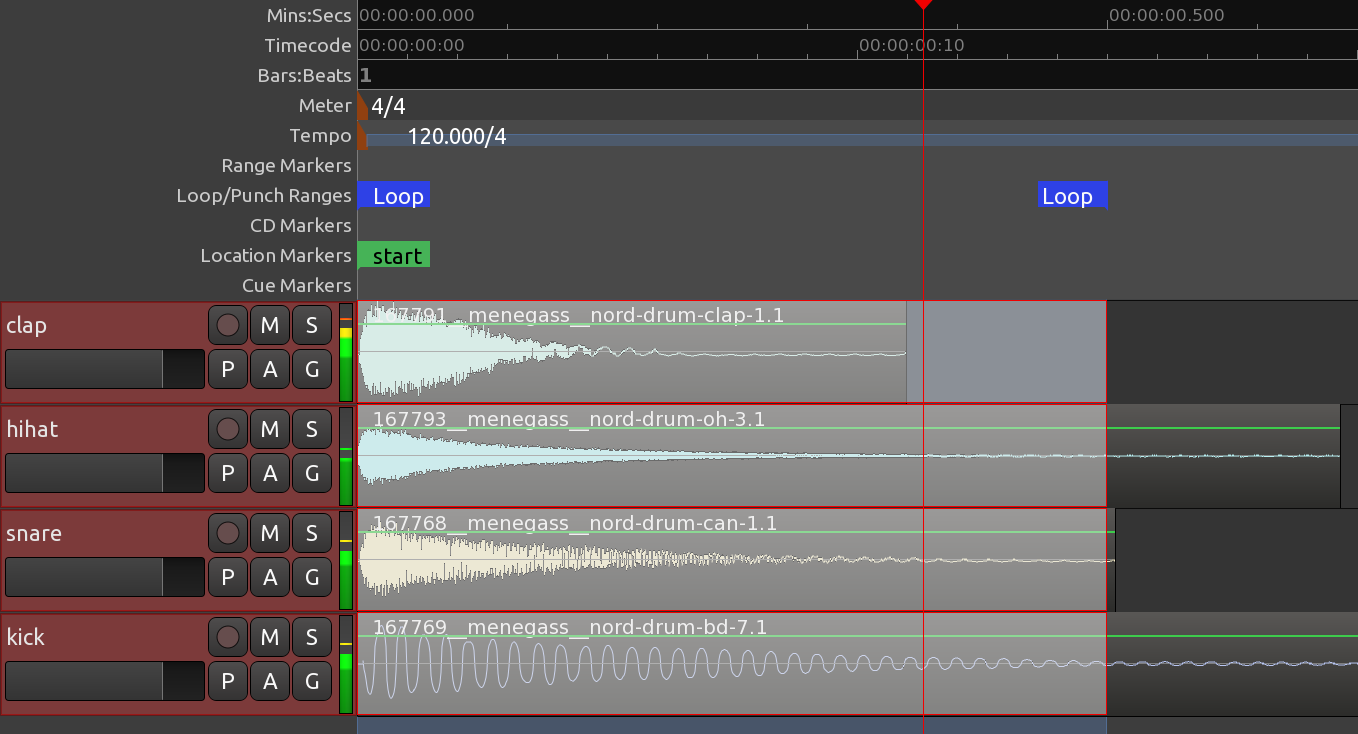 Mins:Secs 00:00:00.000 00:00:00.500
Timecode 00:00:00:00 00:00:00:10
Bars:Beats 1
Meter 4/4
Tempo 120.000/4
Range Markers
Loop/Punch Ranges Loop Loop
CD Markers
Location Markers start
Cue Markers
clap M S 167791__menegass__nord-drum-clap-1.1
P A G
hihat M S 167793__menegass__nord-drum-oh-3.1
P A G
snare M S 167768__menegass__nord-drum-can-1.1
P A G
kick M S 167769__menegass__nord-drum-bd-7.1
P A G